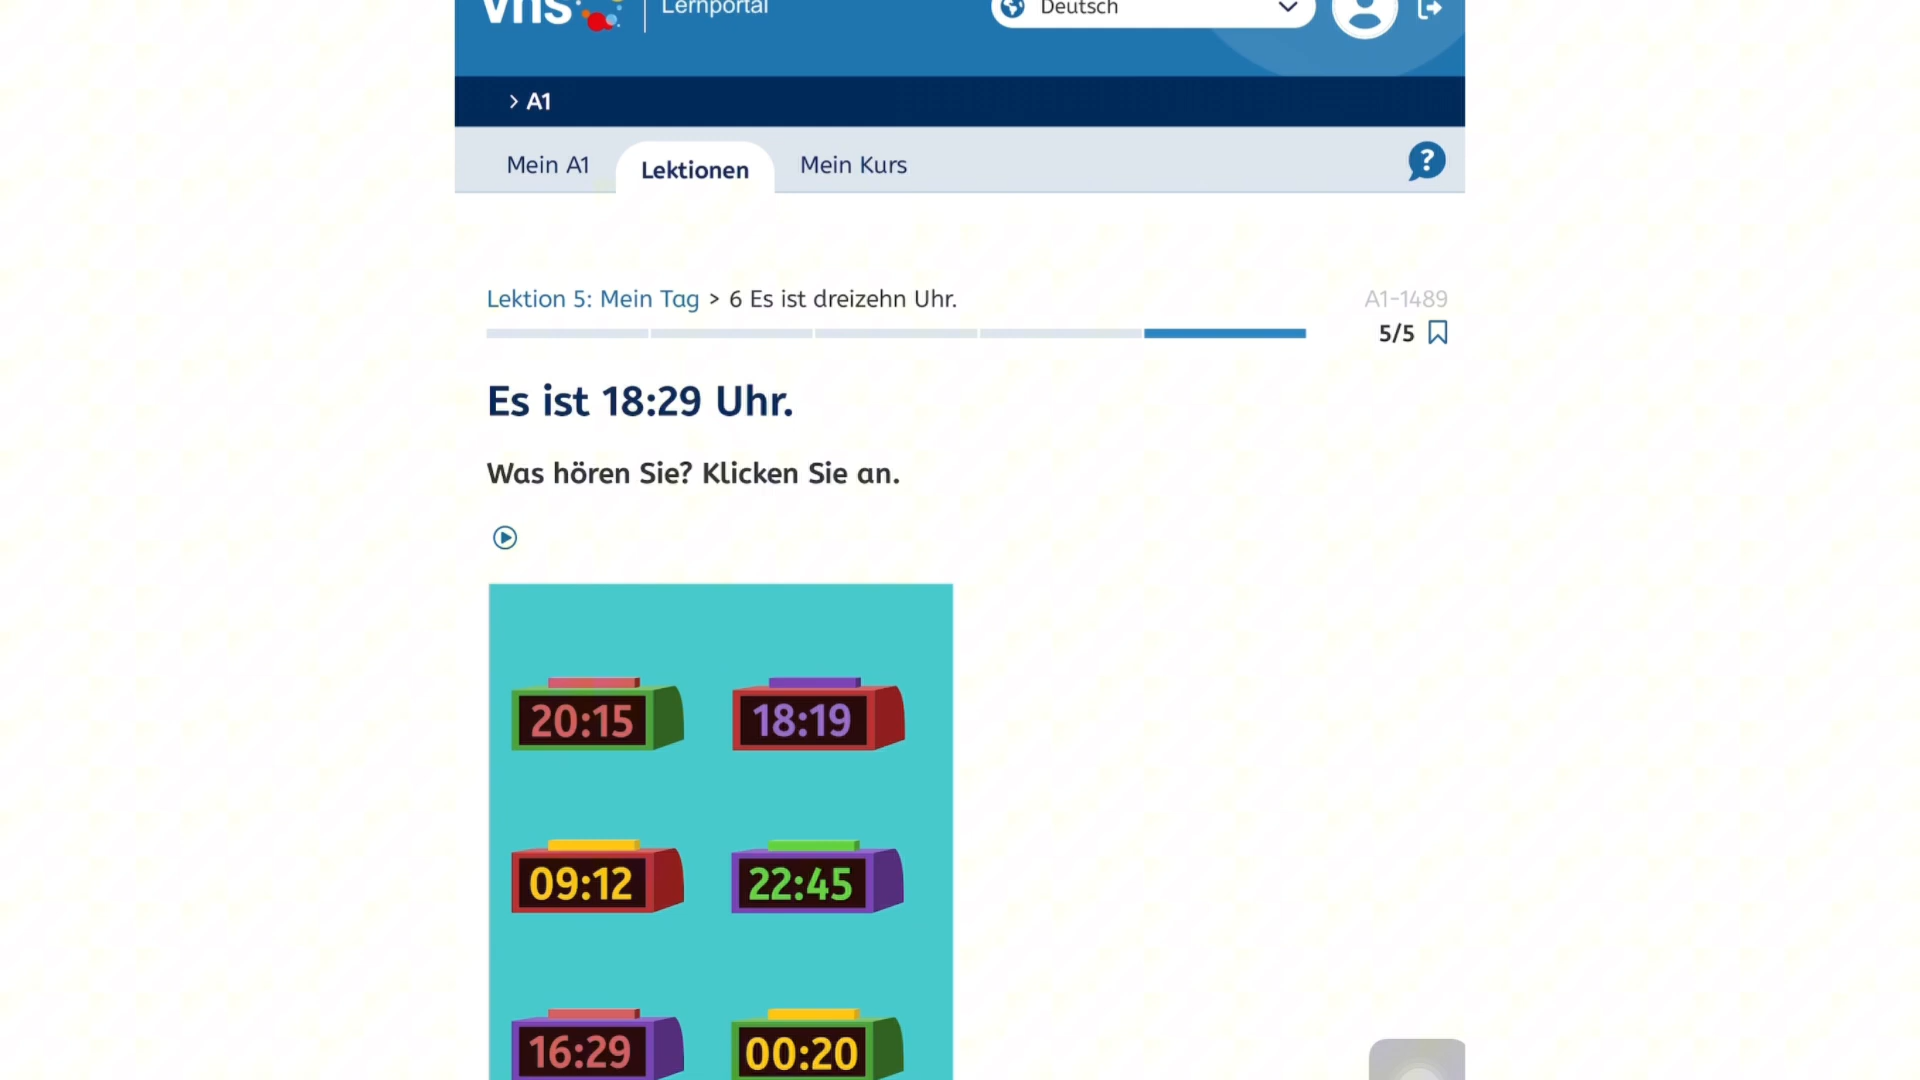 vhs Lernportal
Deutsch
> A1
Mein A1
Lektionen
Mein Kurs
?
Lektion 5: Mein Tag > 6 Es ist dreizehn Uhr.
A1-1489
5/5
Es ist 18:29 Uhr.
Was hören Sie? Klicken Sie an.
20:15
18:19
09:12
22:45
16:29
00:20